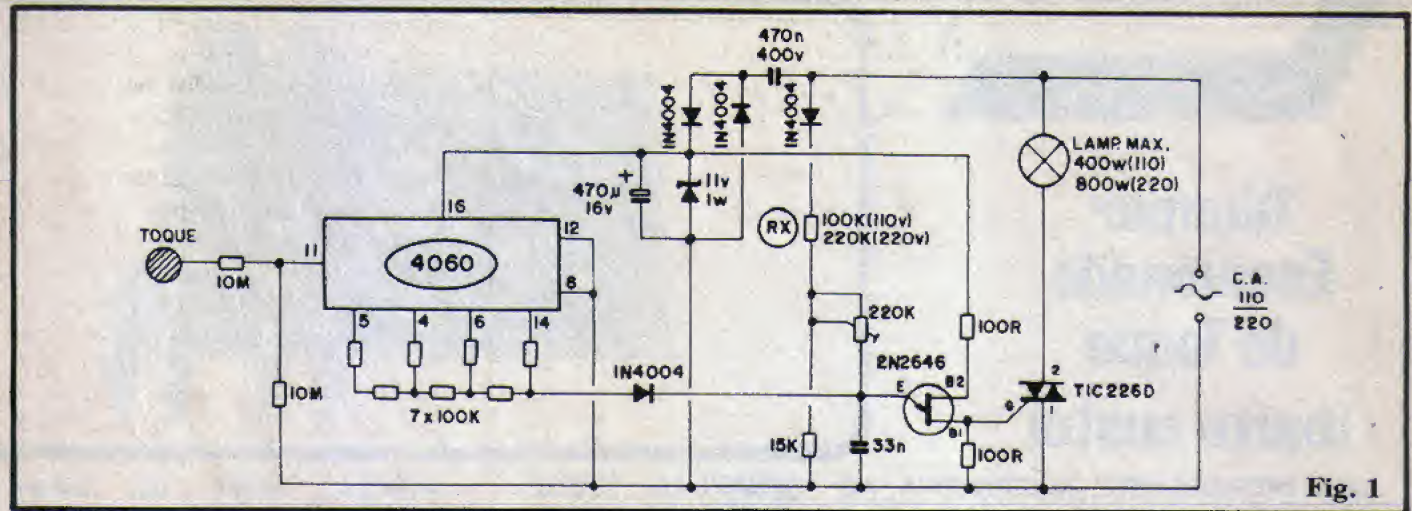 470n
400v
1N4004
1N4004
1N4004
LAMP. MAX.
400w(110)
800w(220)
16
470µ
16v
+
11v
1w
RX
100K(110v)
220K(220v)
TOQUE
11
12
4060
8
10M
C.A.
110
220
5
4
6
14
220K
100R
2N2646
1N4004
E
B2
2
TIC226D
G
1
B1
10M
7x100K
15K
33n
100R
Fig. 1